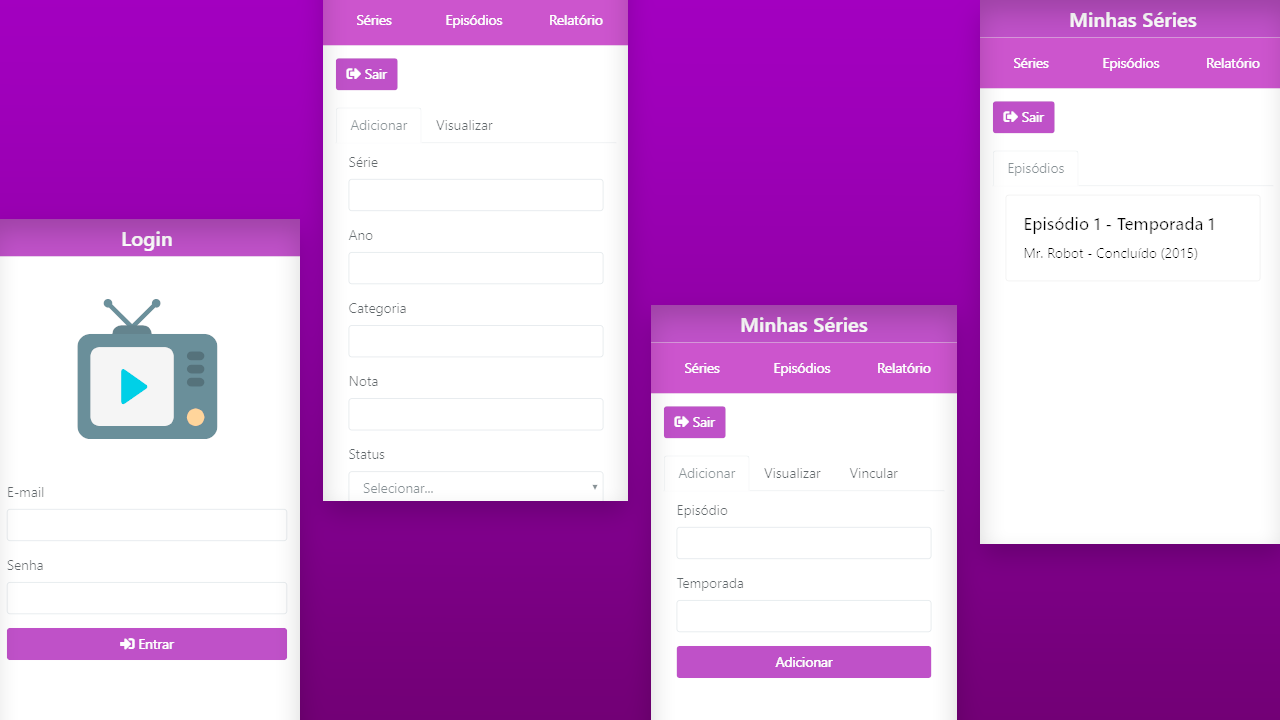 Login
E-mail
Senha
Entrar
Séries Episódios Relatório
Sair
Adicionar Visualizar
Série
Ano
Categoria
Nota
Status
Selecionar...
Minhas Séries
Séries Episódios Relatório
Sair
Adicionar Visualizar Vincular
Episódio
Temporada
Adicionar
Minhas Séries
Séries Episódios Relatório
Sair
Episódios
Episódio 1 - Temporada 1
Mr. Robot - Concluído (2015)